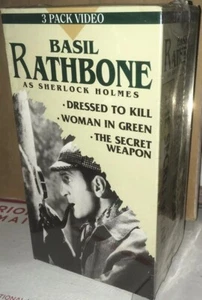 3 PACK VIDEO
BASIL
RATHBONE
AS SHERLOCK HOLMES
• DRESSED TO KILL
• WOMAN IN GREEN
• THE SECRET
WEAPON